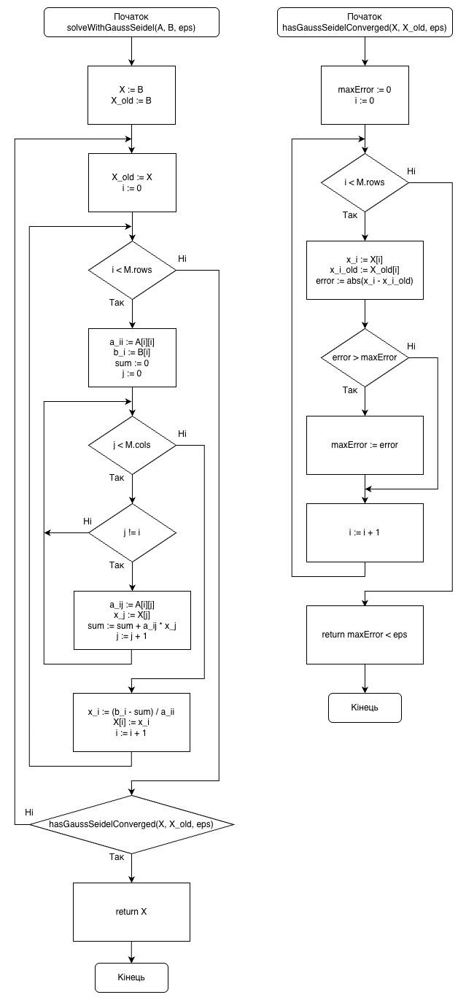 Початок
solveWithGaussSeidel(A, B, eps)
X := B
X_old := B
X_old := X
i := 0
i < M.rows
Ні
Так
a_ii := A[i][i]
b_i := B[i]
sum := 0
j := 0
j < M.cols
Ні
Так
j != i
Ні
Так
a_ij := A[i][j]
x_j := X[j]
sum := sum + a_ij * x_j
j := j + 1
x_i := (b_i - sum) / a_ii
X[i] := x_i
i := i + 1
hasGaussSeidelConverged(X, X_old, eps)
Ні
Так
return X
Кінець
Початок
hasGaussSeidelConverged(X, X_old, eps)
maxError := 0
i := 0
i < M.rows
Ні
Так
x_i := X[i]
x_i_old := X_old[i]
error := abs(x_i - x_i_old)
error > maxError
Ні
Так
maxError := error
i := i + 1
return maxError < eps
Кінець